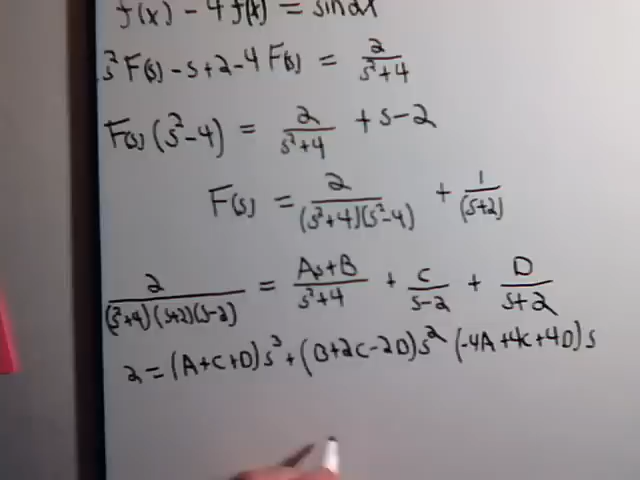 f(x) - 4f(x) = sin2x
s²F(s) - s + 2 - 4F(s) = 2/(s²+4)
F(s)(s²-4) = 2/(s²+4) + s - 2
F(s) = 2/((s²+4)(s²-4)) + 1/(s+2)
2/((s²+4)(s+2)(s-2)) = (As+B)/(s²+4) + C/(s-2) + D/(s+2)
2 = (A+C+D)s³ + (B+2C-2D)s² (-4A+4C+4D)s